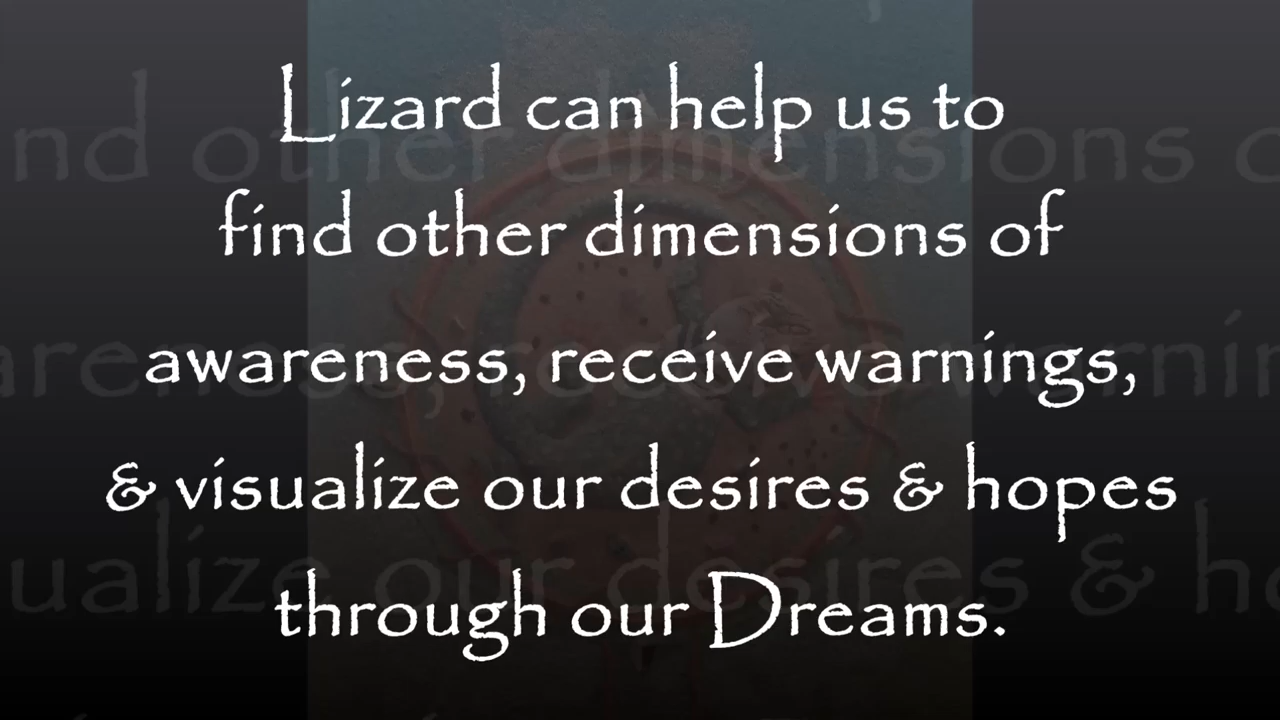 Lizard can help us to
find other dimensions of
awareness, receive warnings,
& visualize our desires & hopes
through our Dreams.